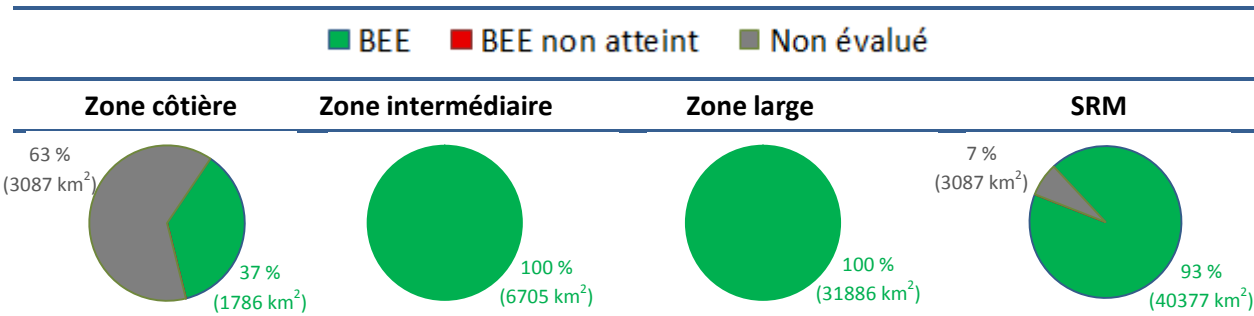 BEE BEE non atteint Non évalué
Zone côtière Zone intermédiaire Zone large SRM
63 %
(3087 km²)
37 %
(1786 km²)
100 %
(6705 km²)
100 %
(31886 km²)
7 %
(3087 km²)
93 %
(40377 km²)